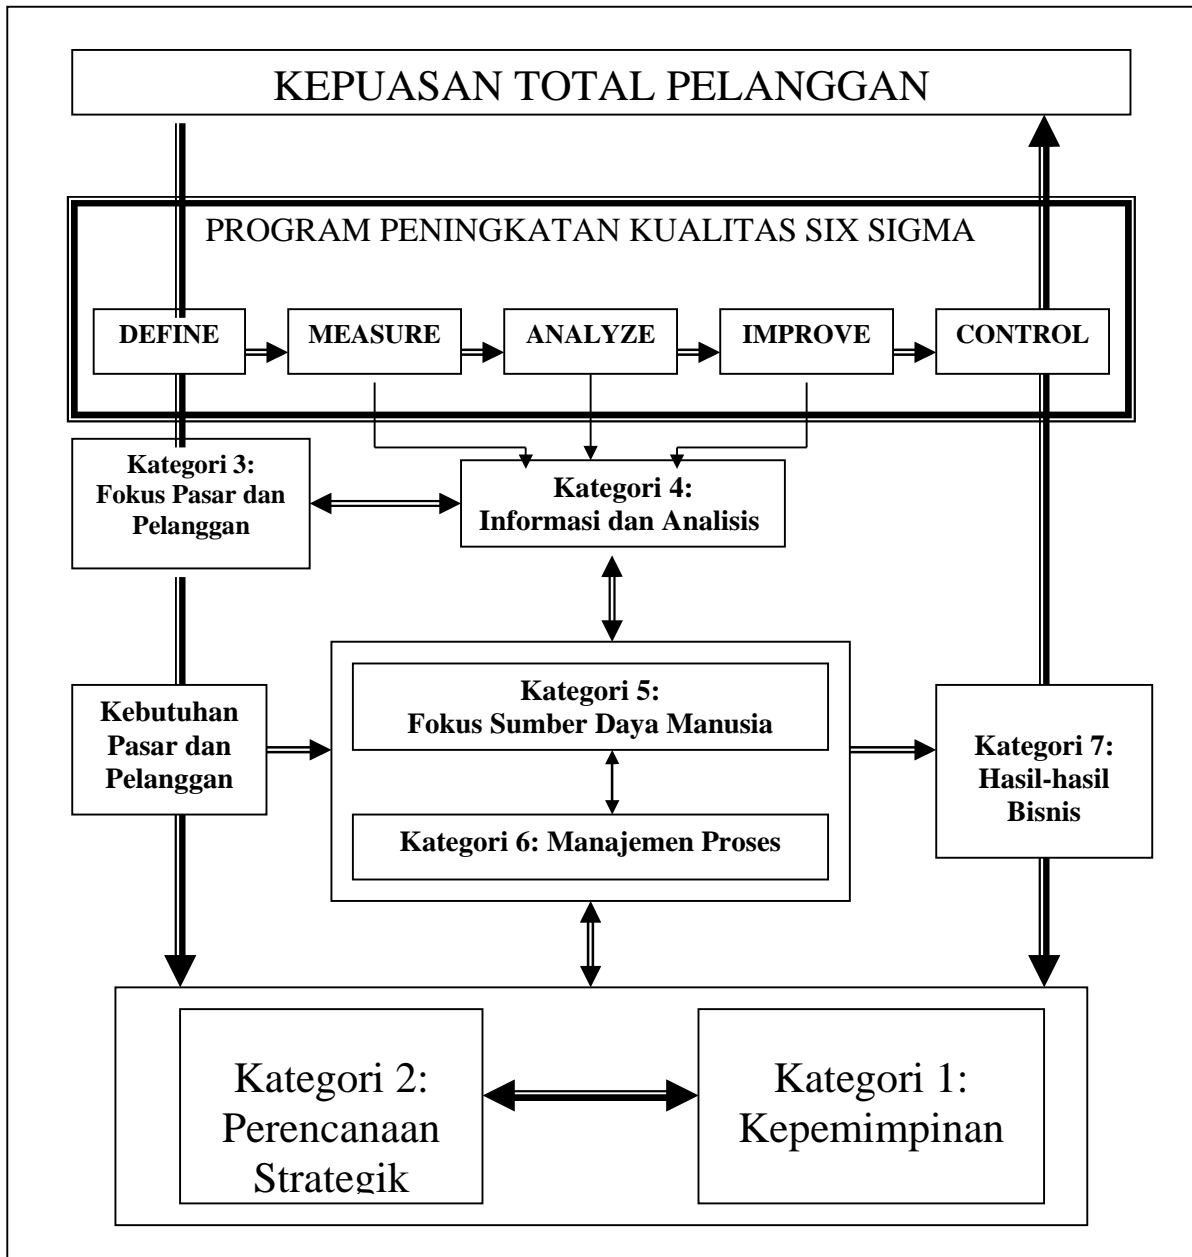 KEPUASAN TOTAL PELANGGAN
PROGRAM PENINGKATAN KUALITAS SIX SIGMA
DEFINE
MEASURE
ANALYZE
IMPROVE
CONTROL
Kategori 3:
Fokus Pasar dan
Pelanggan
Kategori 4:
Informasi dan Analisis
Kebutuhan
Pasar dan
Pelanggan
Kategori 5:
Fokus Sumber Daya Manusia
Kategori 6: Manajemen Proses
Kategori 7:
Hasil-hasil
Bisnis
Kategori 2:
Perencanaan
Strategik
Kategori 1:
Kepemimpinan